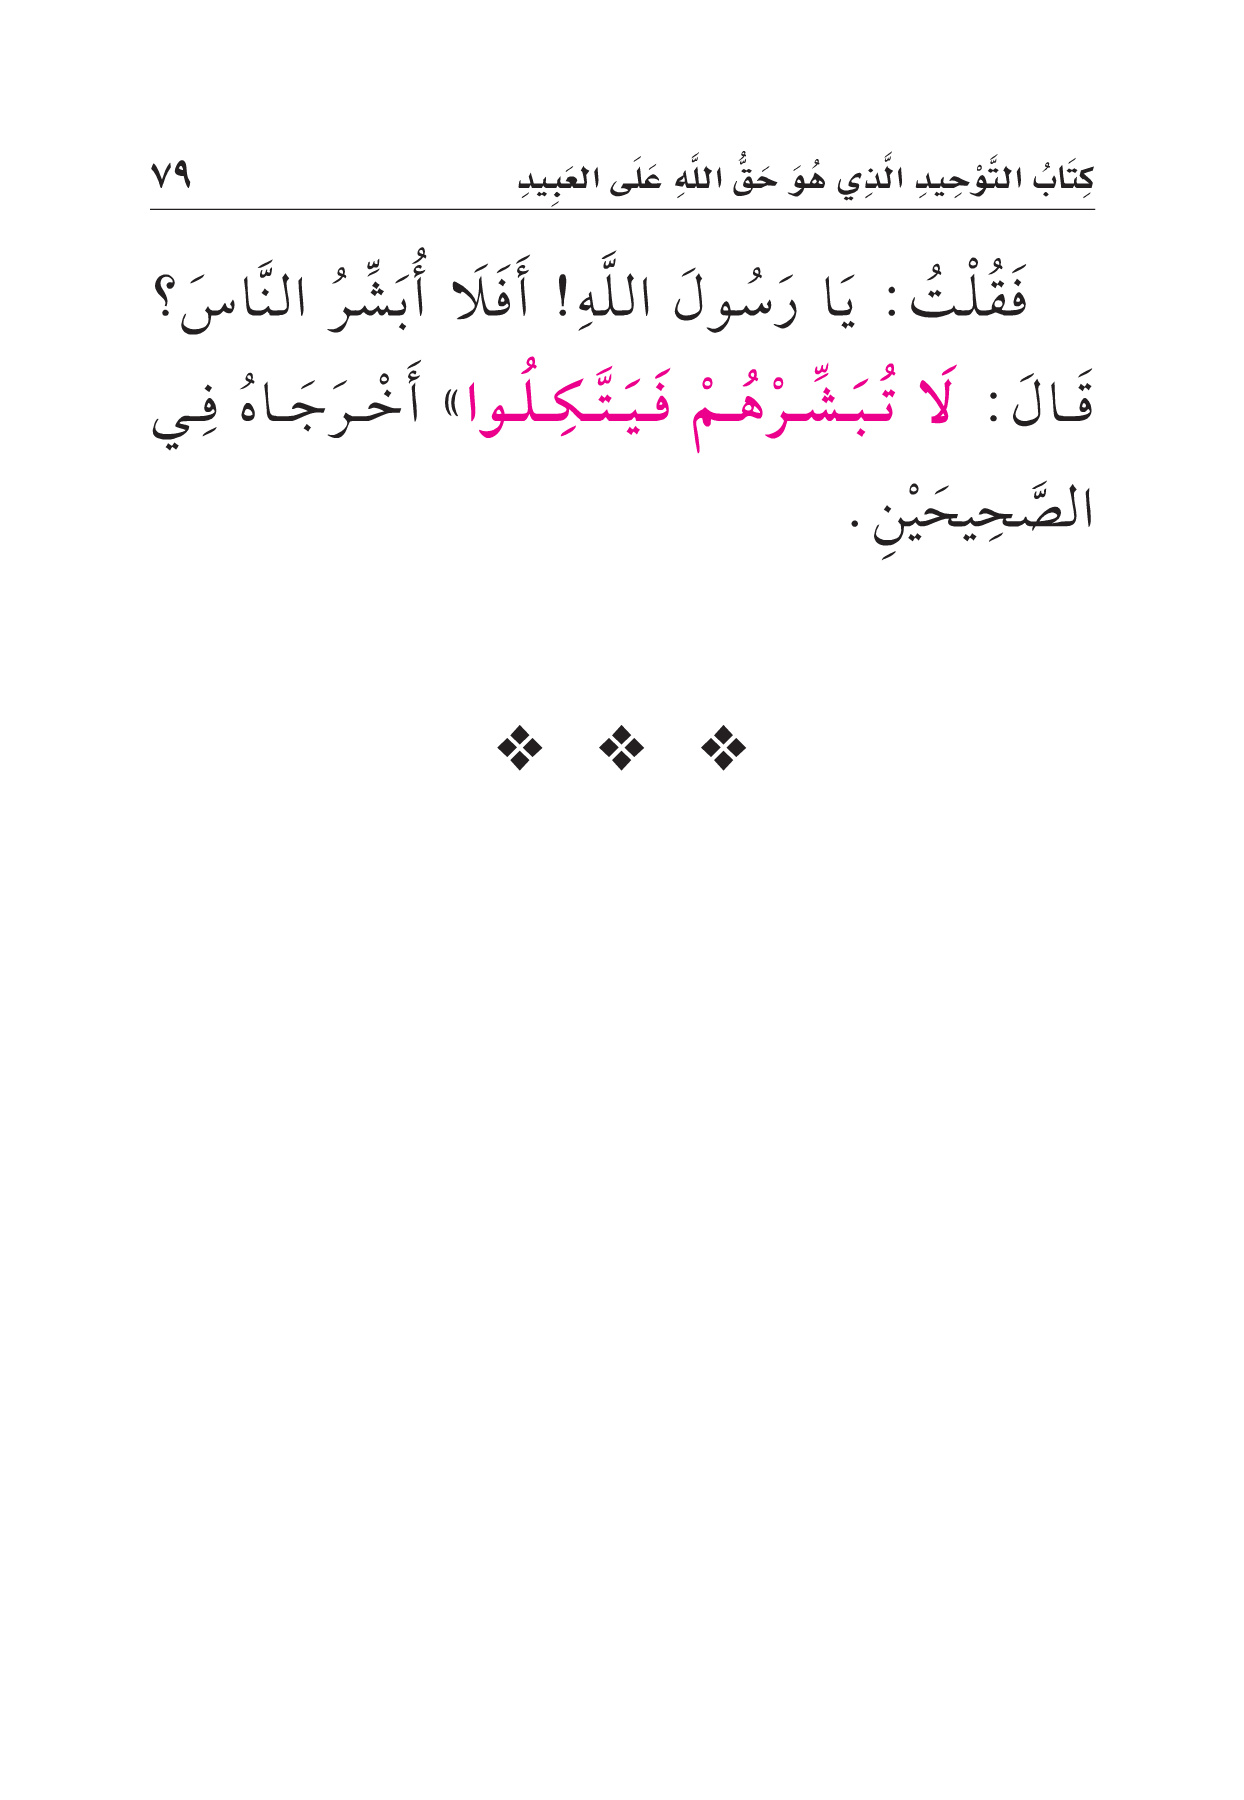 كِتَابُ التَّوْحِيدِ الَّذِي هُوَ حَقُّ اللَّهِ عَلَى العَبِيدِ ٧٩
فَقُلْتُ: يَا رَسُولَ اللَّهِ! أَفَلَا أُبَشِّرُ النَّاسَ؟
قَالَ: لَا تُبَشِّرْهُمْ فَيَتَّكِلُوا» أَخْرَجَاهُ فِي
الصَّحِيحَيْنِ.